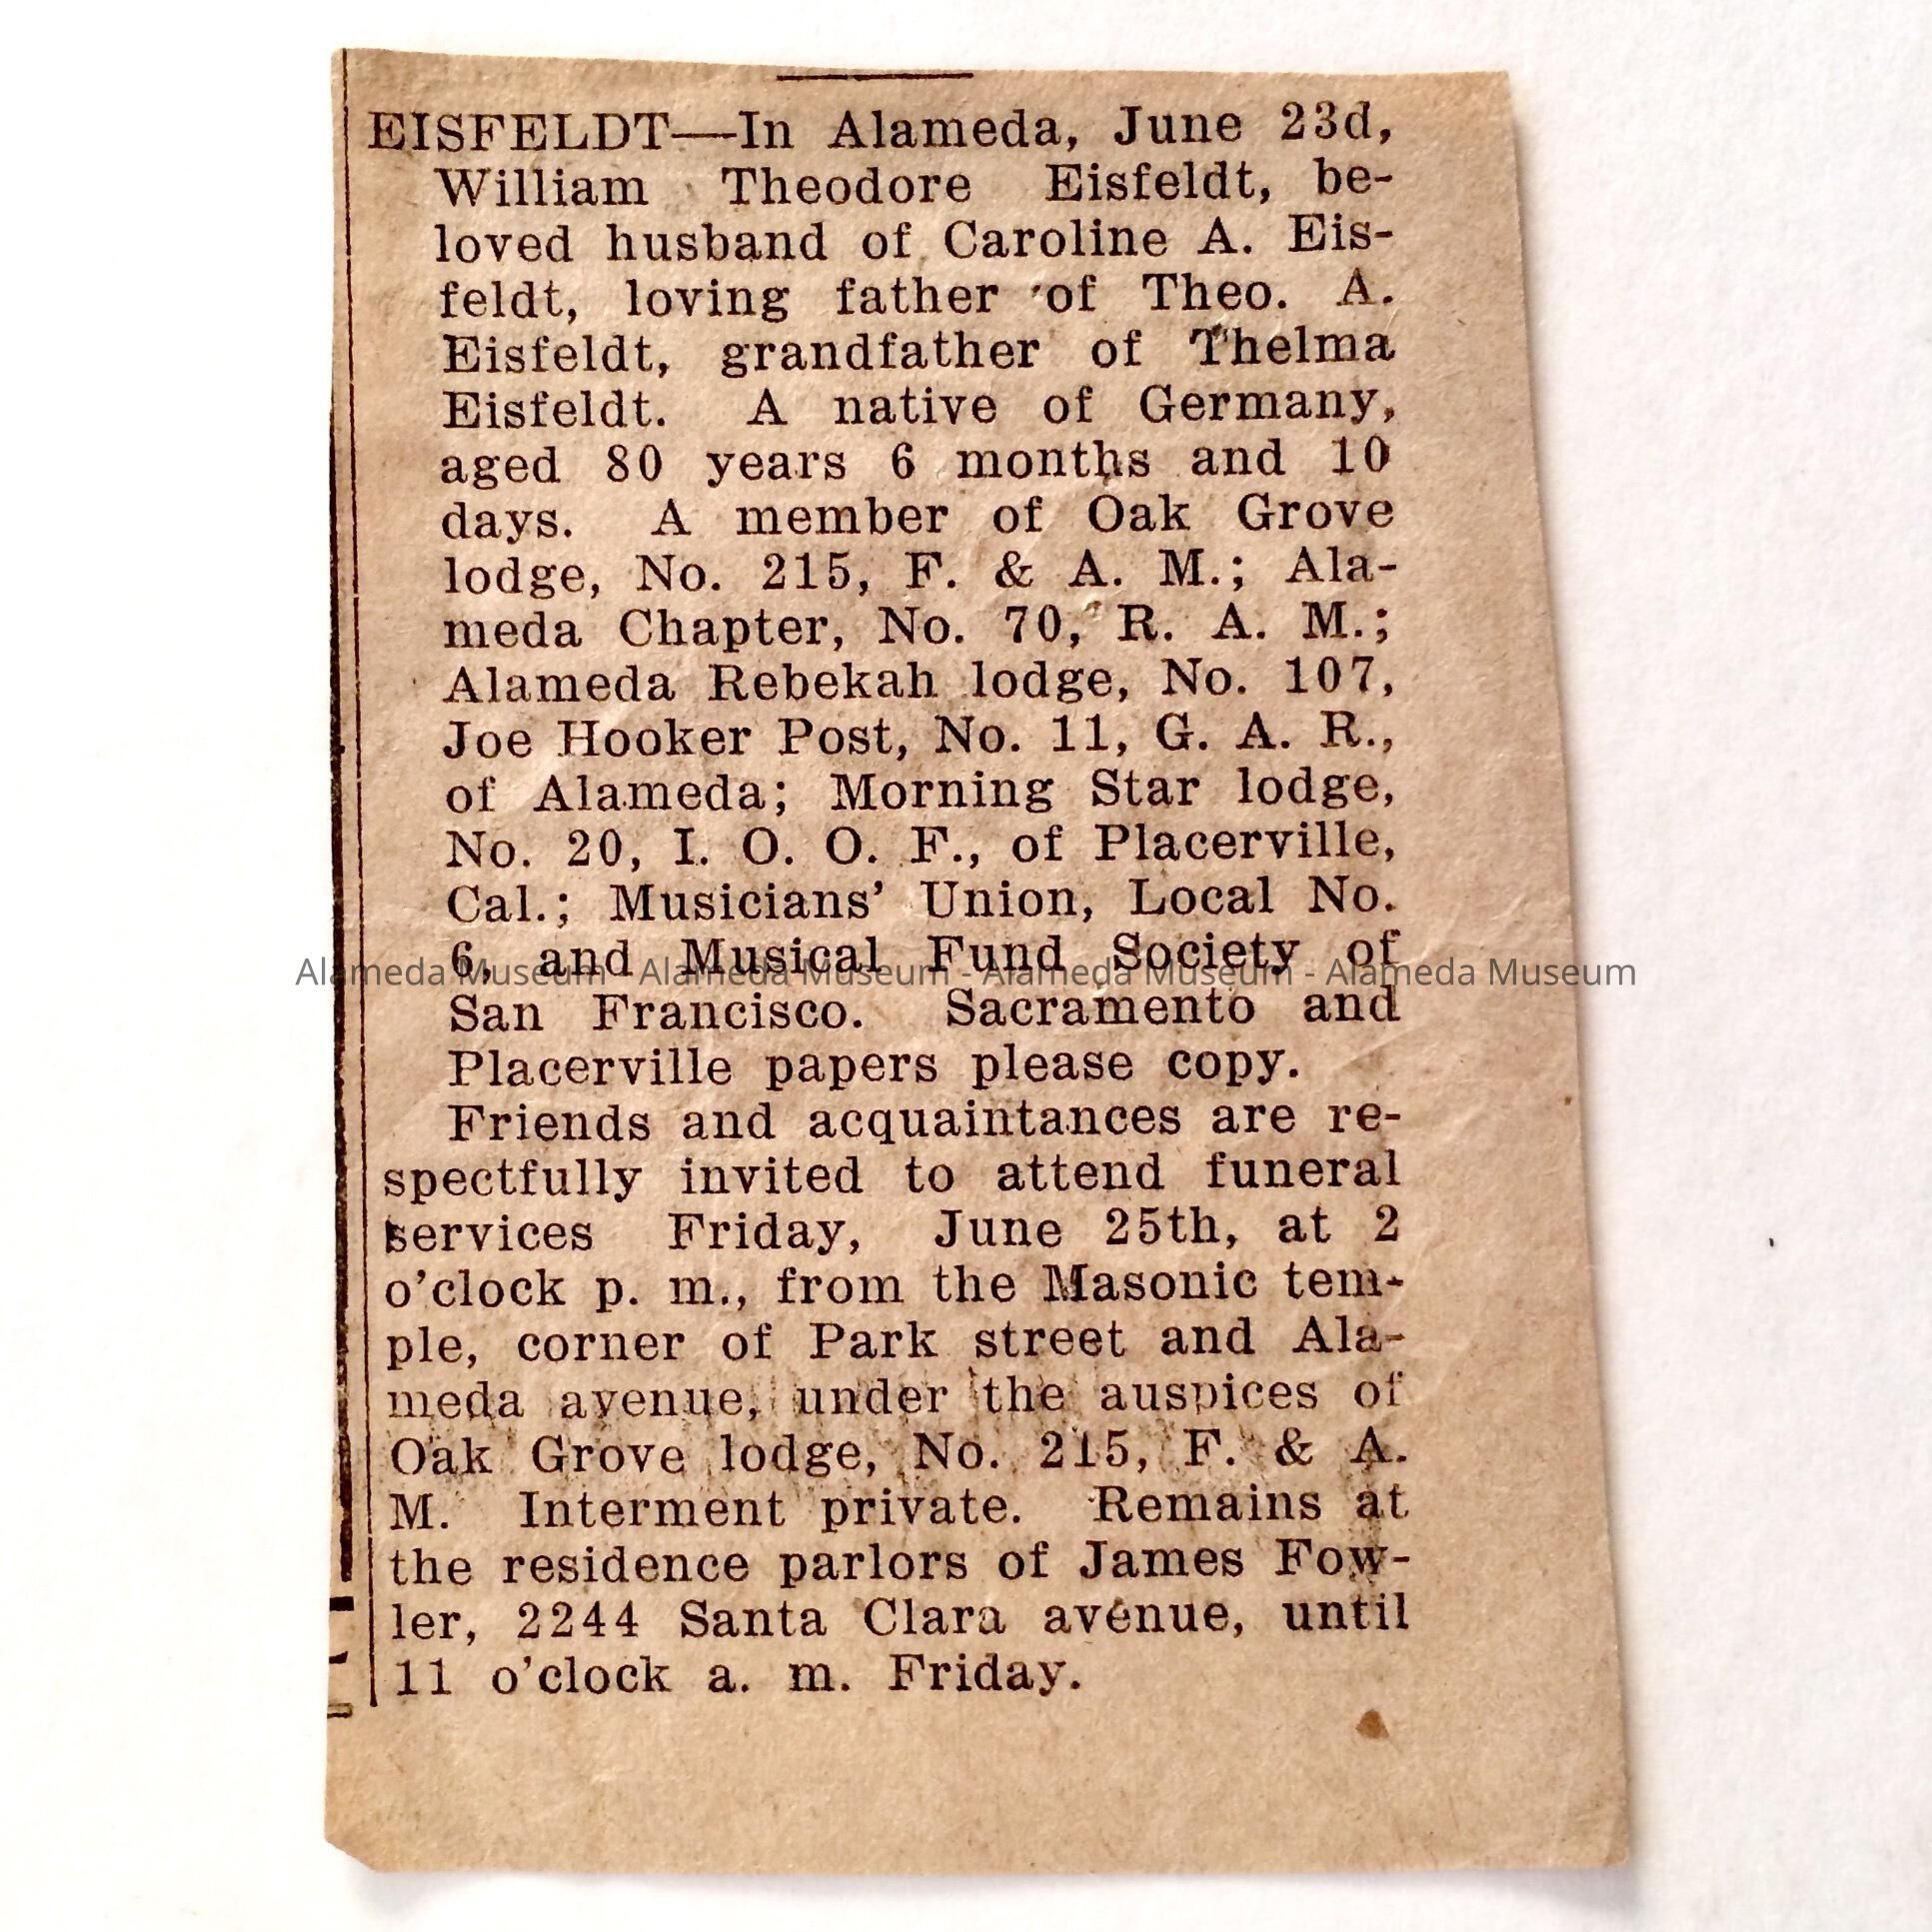 EISFELDT—In Alameda, June 23d,
William Theodore Eisfeldt, be-
loved husband of Caroline A. Eis-
feldt, loving father of Theo. A.
Eisfeldt, grandfather of Thelma
Eisfeldt. A native of Germany,
aged 80 years 6 months and 10
days. A member of Oak Grove
lodge, No. 215, F. & A. M.; Ala-
meda Chapter, No. 70, R. A. M.;
Alameda Rebekah lodge, No. 107,
Joe Hooker Post, No. 11, G. A. R.,
of Alameda; Morning Star lodge,
No. 20, I. O. O. F., of Placerville,
Cal.; Musicians' Union, Local No.
6, and Musical Fund Society of
Alameda Museum - Alameda Museum - Alameda Museum - Alameda Museum
San Francisco. Sacramento and
Placerville papers please copy.
Friends and acquaintances are re-
spectfully invited to attend funeral
services Friday, June 25th, at 2
o'clock p. m., from the Masonic tem-
ple, corner of Park street and Ala-
meda avenue, under the auspices of
Oak Grove lodge, No. 215, F. & A.
M. Interment private. Remains at
the residence parlors of James Fow-
ler, 2244 Santa Clara avenue, until
11 o'clock a. m. Friday.